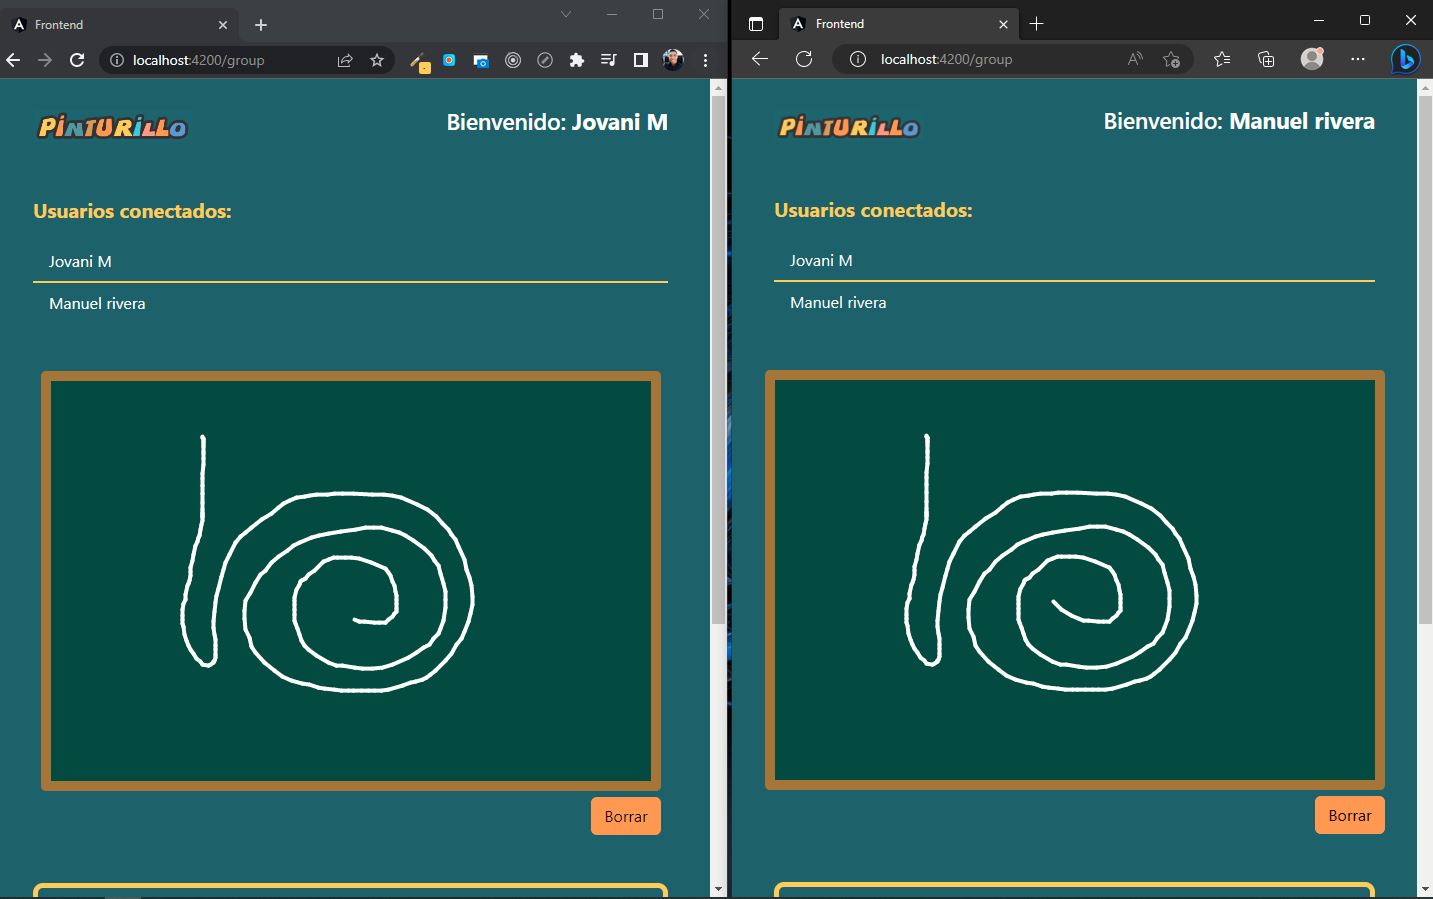 Frontend
localhost:4200/group
PINTURILLO
Bienvenido: Jovani M
Usuarios conectados:
Jovani M
Manuel rivera
Borrar
Frontend
localhost:4200/group
PINTURILLO
Bienvenido: Manuel rivera
Usuarios conectados:
Jovani M
Manuel rivera
Borrar